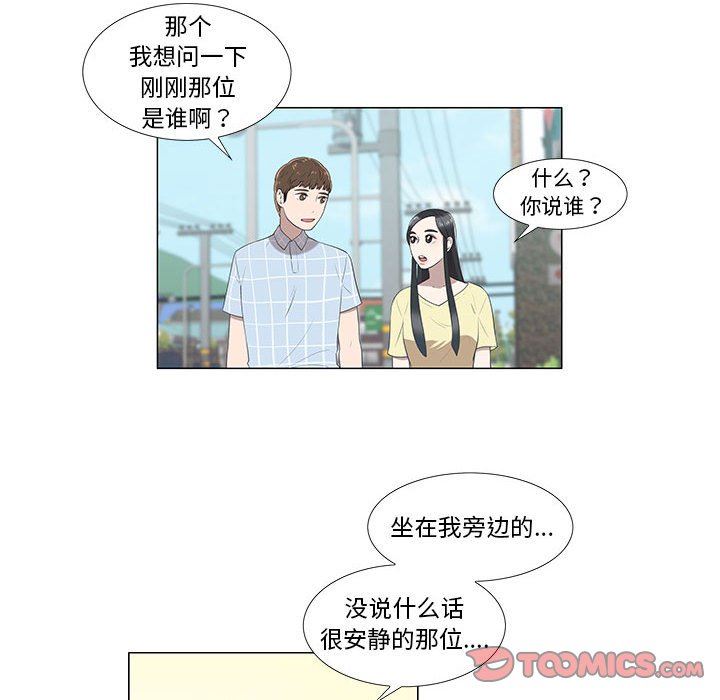 那个
我想问一下
刚刚那位
是谁啊？
什么？
你说谁？
坐在我旁边的...
没说什么话
很安静的那位....
TOOMICS.COM